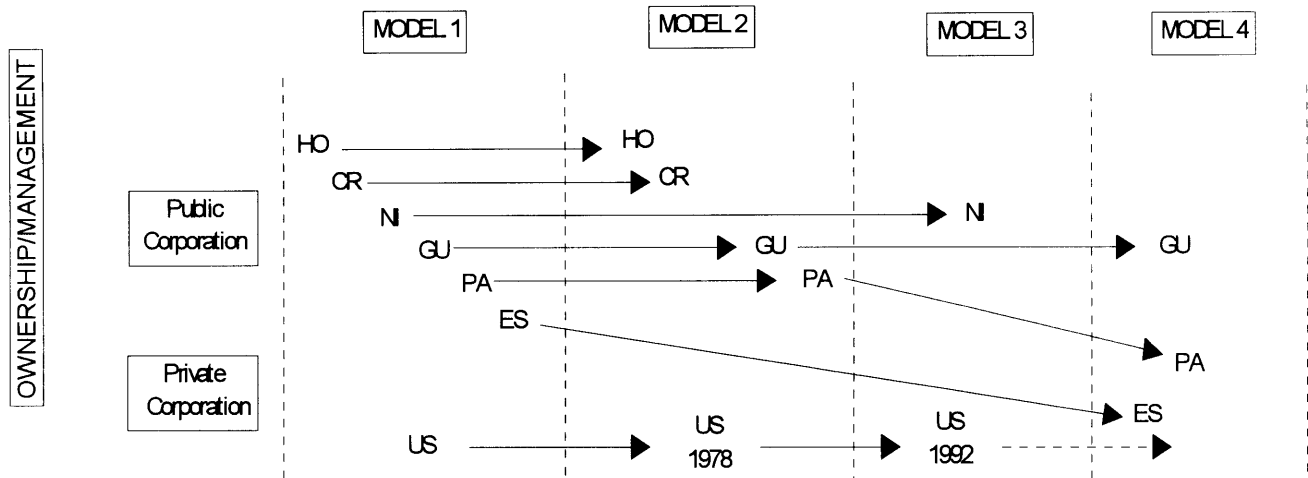 MODEL 1
MODEL 2
MODEL 3
MODEL 4
OWNERSHIP/MANAGEMENT
HO
HO
CR
CR
Public
Corporation
NI
NI
GU
GU
GU
PA
PA
ES
PA
Private
Corporation
ES
US
US
1978
US
1992